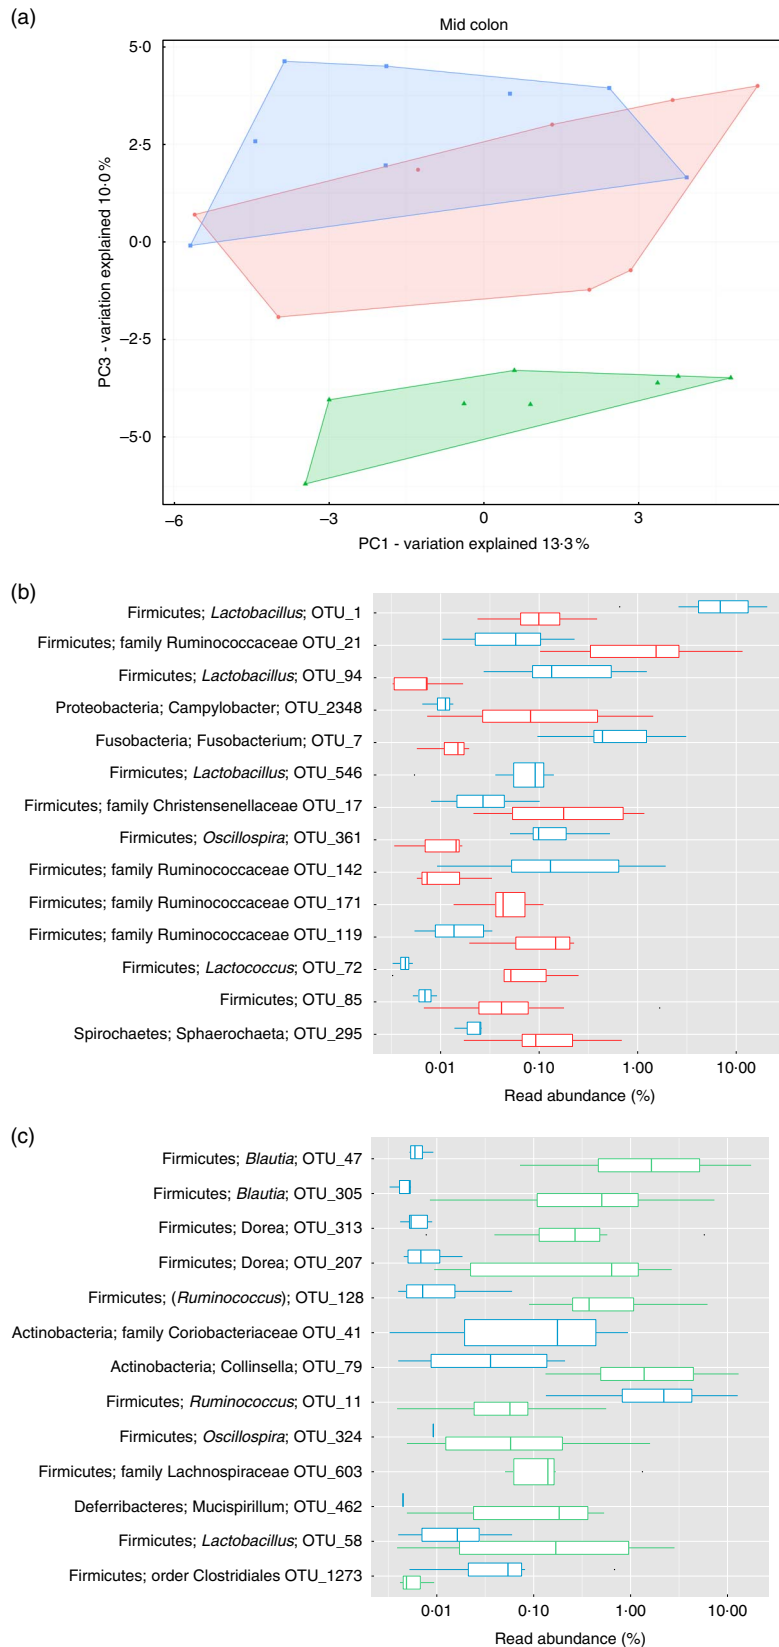 (a)
Mid colon
5·0
2·5
0·0
−2·5
−5·0
PC3 - variation explained 10·0 %
−6
−3
0
3
PC1 - variation explained 13·3 %
(b)
Firmicutes; Lactobacillus; OTU_1
Firmicutes; family Ruminococcaceae OTU_21
Firmicutes; Lactobacillus; OTU_94
Proteobacteria; Campylobacter; OTU_2348
Fusobacteria; Fusobacterium; OTU_7
Firmicutes; Lactobacillus; OTU_546
Firmicutes; family Christensenellaceae OTU_17
Firmicutes; Oscillospira; OTU_361
Firmicutes; family Ruminococcaceae OTU_142
Firmicutes; family Ruminococcaceae OTU_171
Firmicutes; family Ruminococcaceae OTU_119
Firmicutes; Lactococcus; OTU_72
Firmicutes; OTU_85
Spirochaetes; Sphaerochaeta; OTU_295
0·01
0·10
1·00
10·00
Read abundance (%)
(c)
Firmicutes; Blautia; OTU_47
Firmicutes; Blautia; OTU_305
Firmicutes; Dorea; OTU_313
Firmicutes; Dorea; OTU_207
Firmicutes; (Ruminococcus); OTU_128
Actinobacteria; family Coriobacteriaceae OTU_41
Actinobacteria; Collinsella; OTU_79
Firmicutes; Ruminococcus; OTU_11
Firmicutes; Oscillospira; OTU_324
Firmicutes; family Lachnospiraceae OTU_603
Deferribacteres; Mucispirillum; OTU_462
Firmicutes; Lactobacillus; OTU_58
Firmicutes; order Clostridiales OTU_1273
0·01
0·10
1·00
10·00
Read abundance (%)